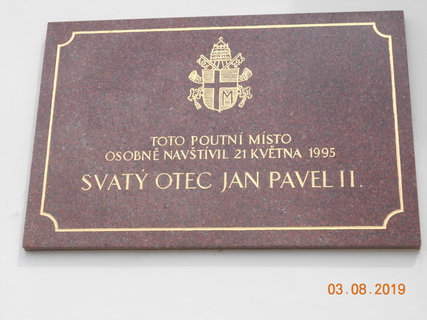 M
TOTO POUTNÍ MÍSTO
OSOBNĚ NAVŠTÍVIL 21 KVĚTNA 1995
SVATÝ OTEC JAN PAVEL II.
03.08.2019